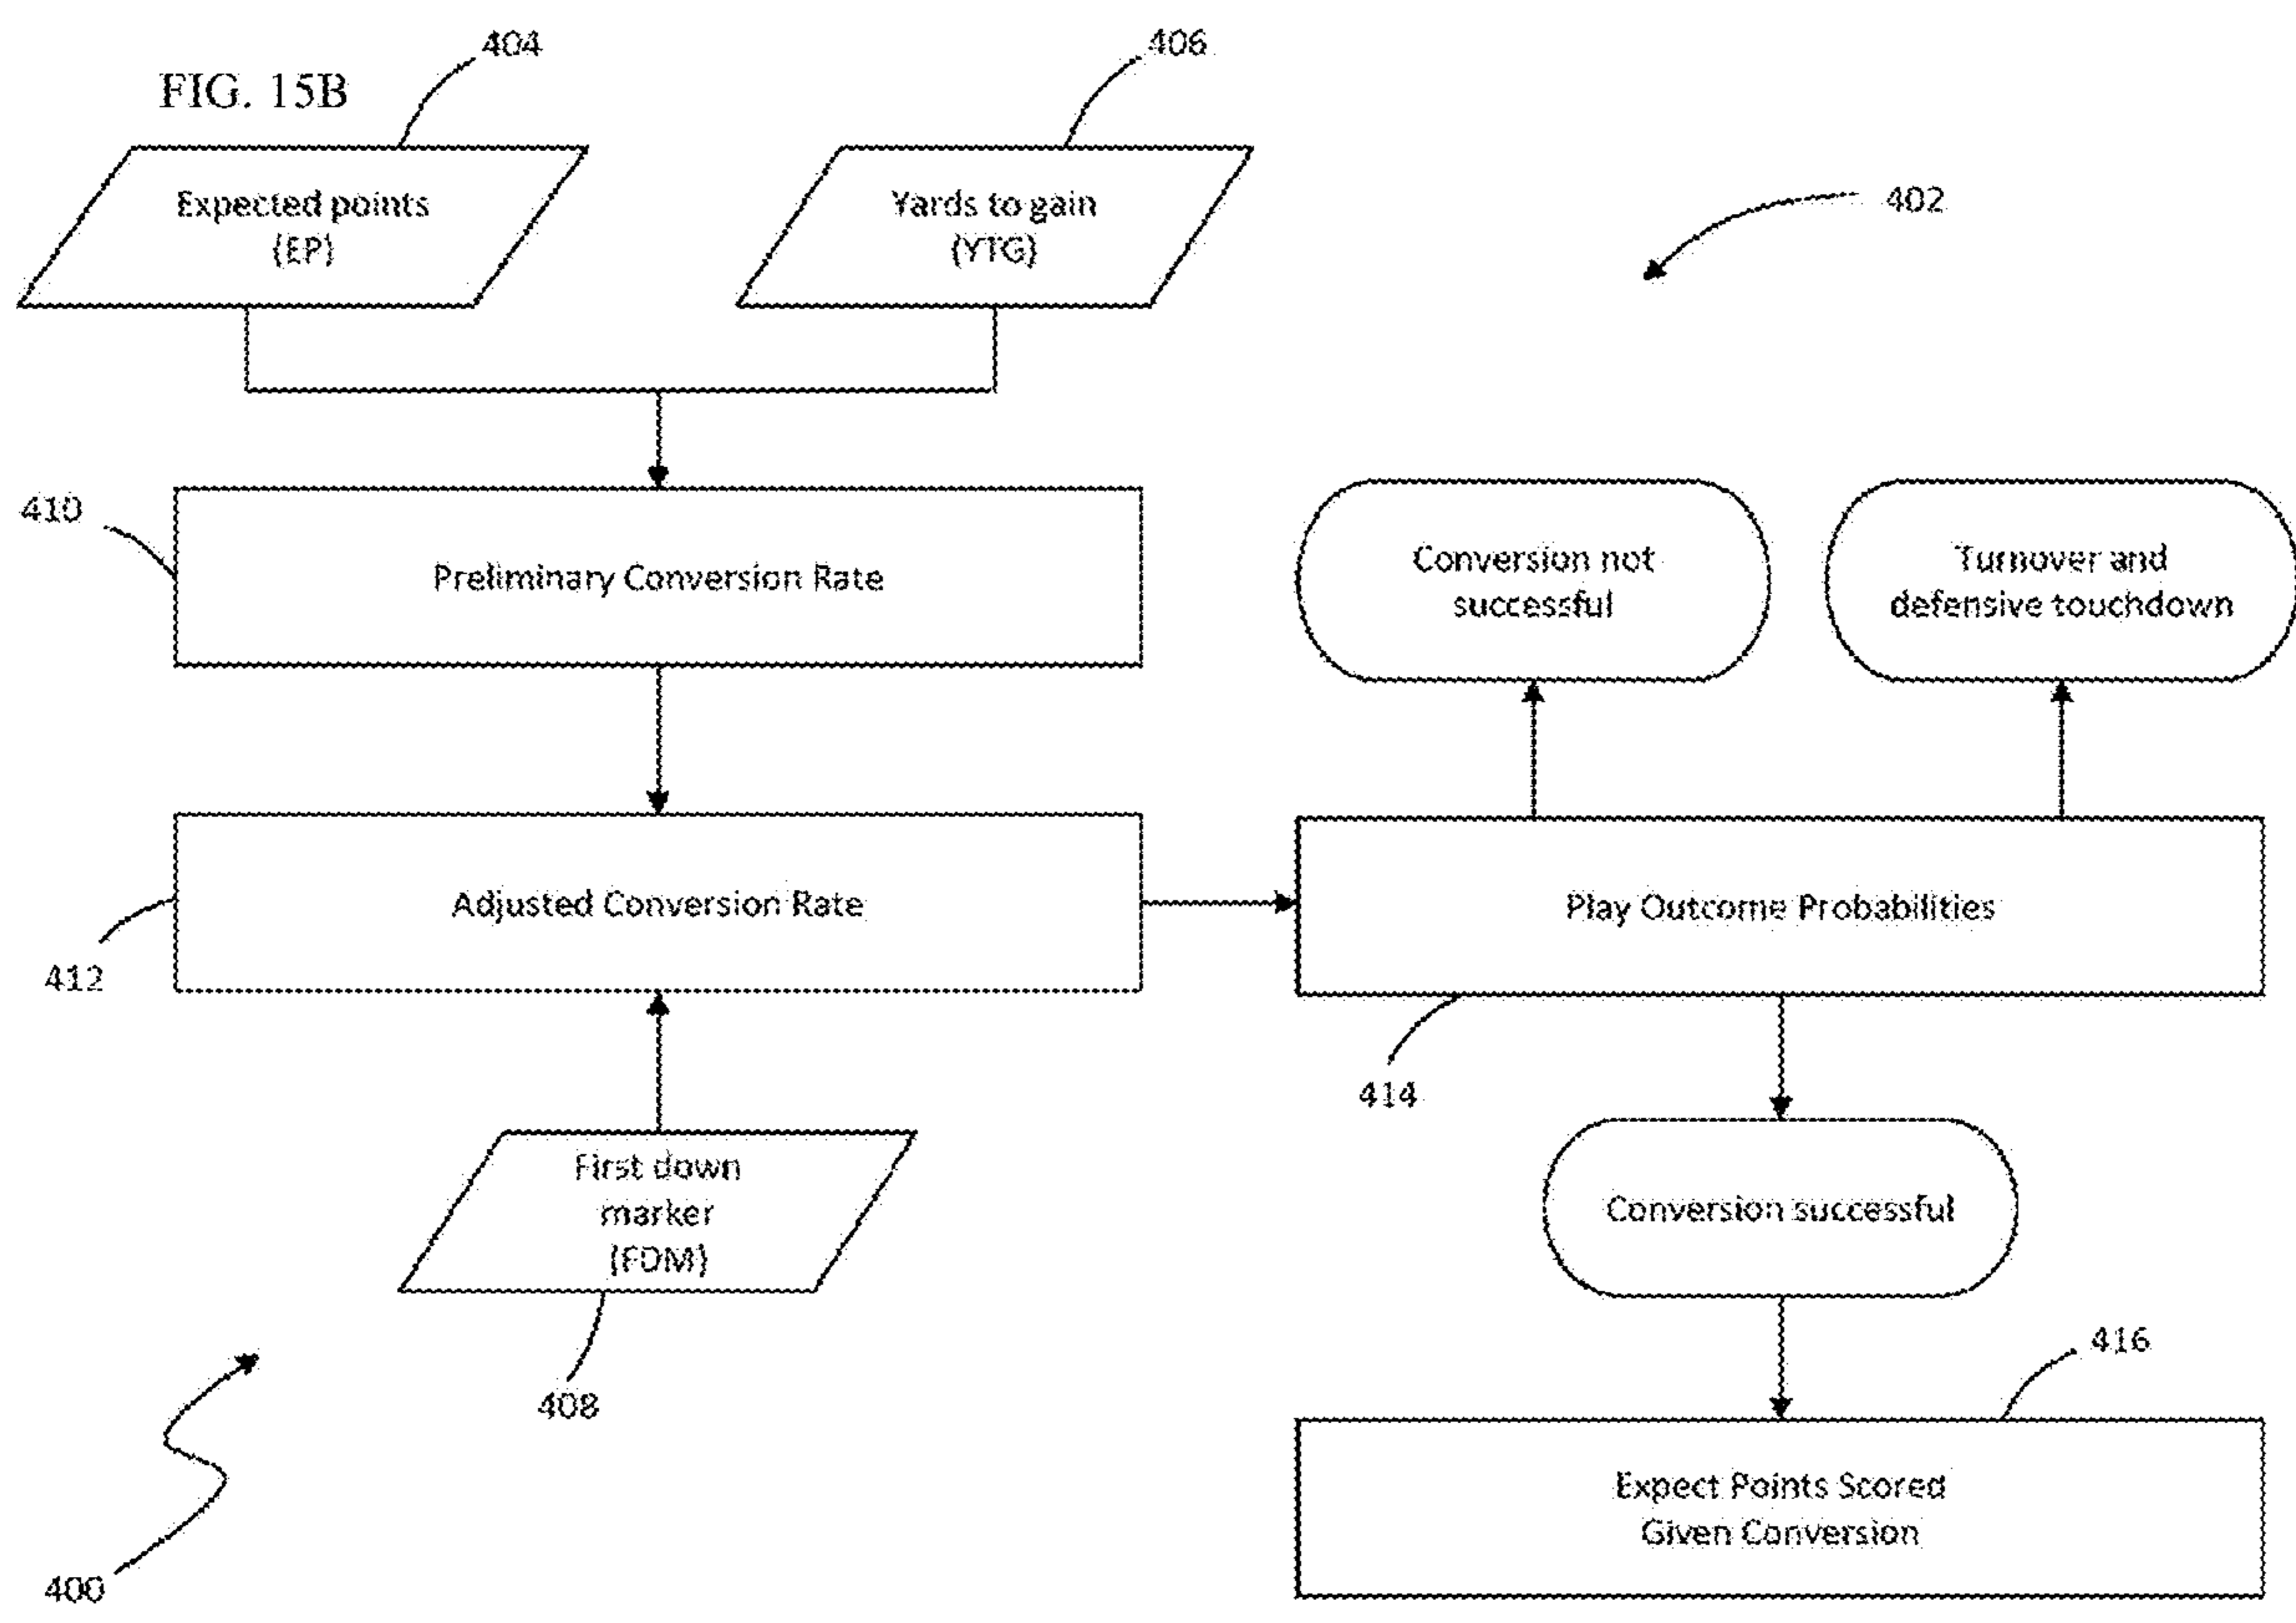 404
406
FIG. 15B
Expected points
(EP)
Yards to gain
(YTG)
402
410
Preliminary Conversion Rate
Conversion not
successful
Turnover and
defensive touchdown
Adjusted Conversion Rate
Play Outcome Probabilities
412
414
First down
marker
(FDM)
Conversion successful
408
416
Expect Points Scored
Given Conversion
400